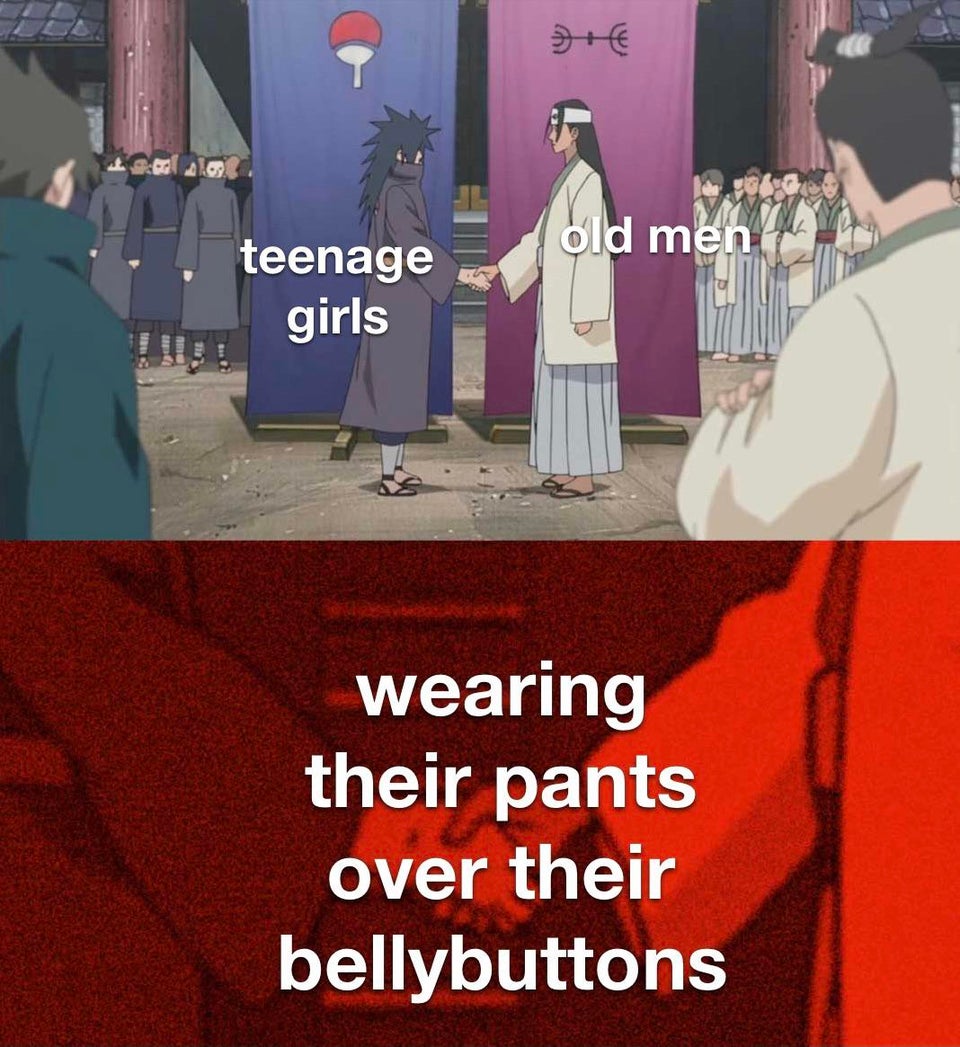 teenage
girls
old men
wearing
their pants
over their
bellybuttons